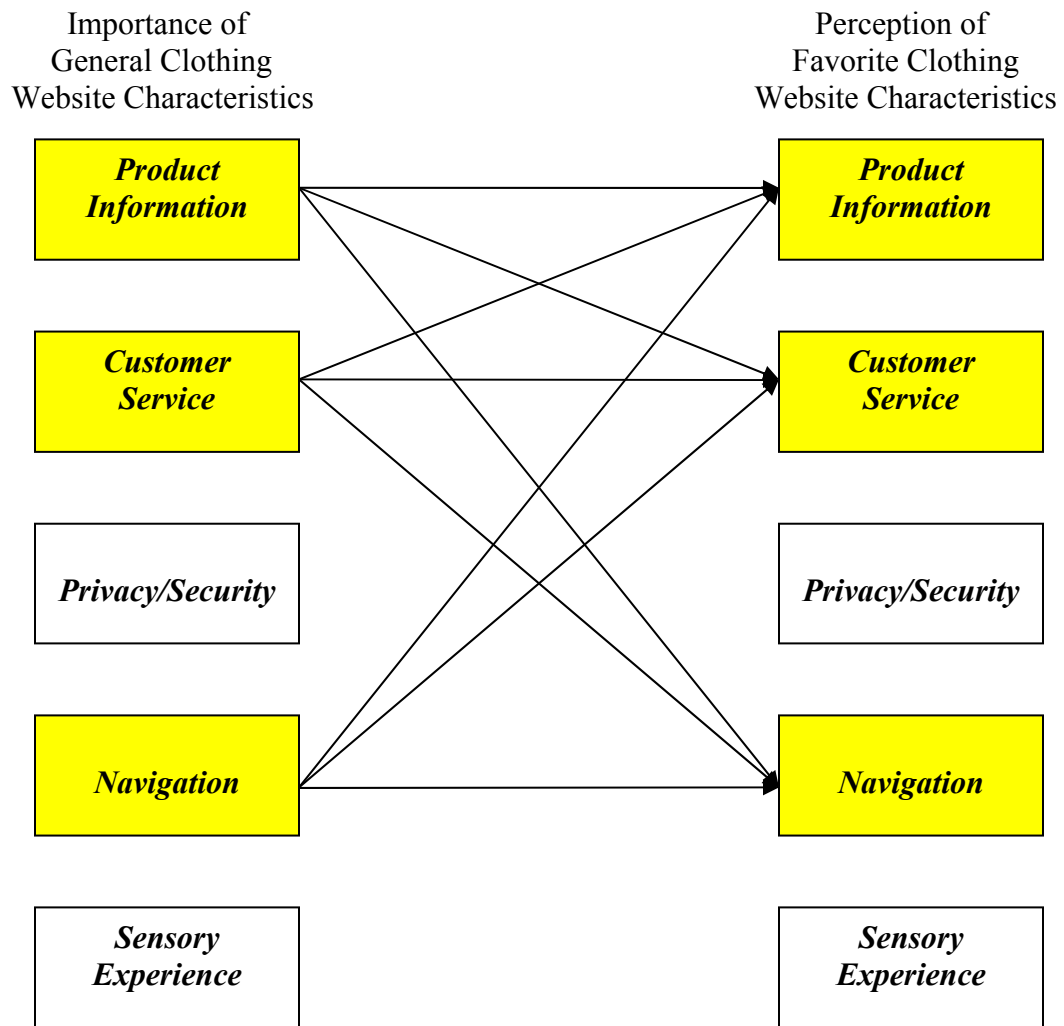 Importance of
General Clothing
Website Characteristics
Perception of
Favorite Clothing
Website Characteristics
Product
Information
Product
Information
Customer
Service
Customer
Service
Privacy/Security
Privacy/Security
Navigation
Navigation
Sensory
Experience
Sensory
Experience